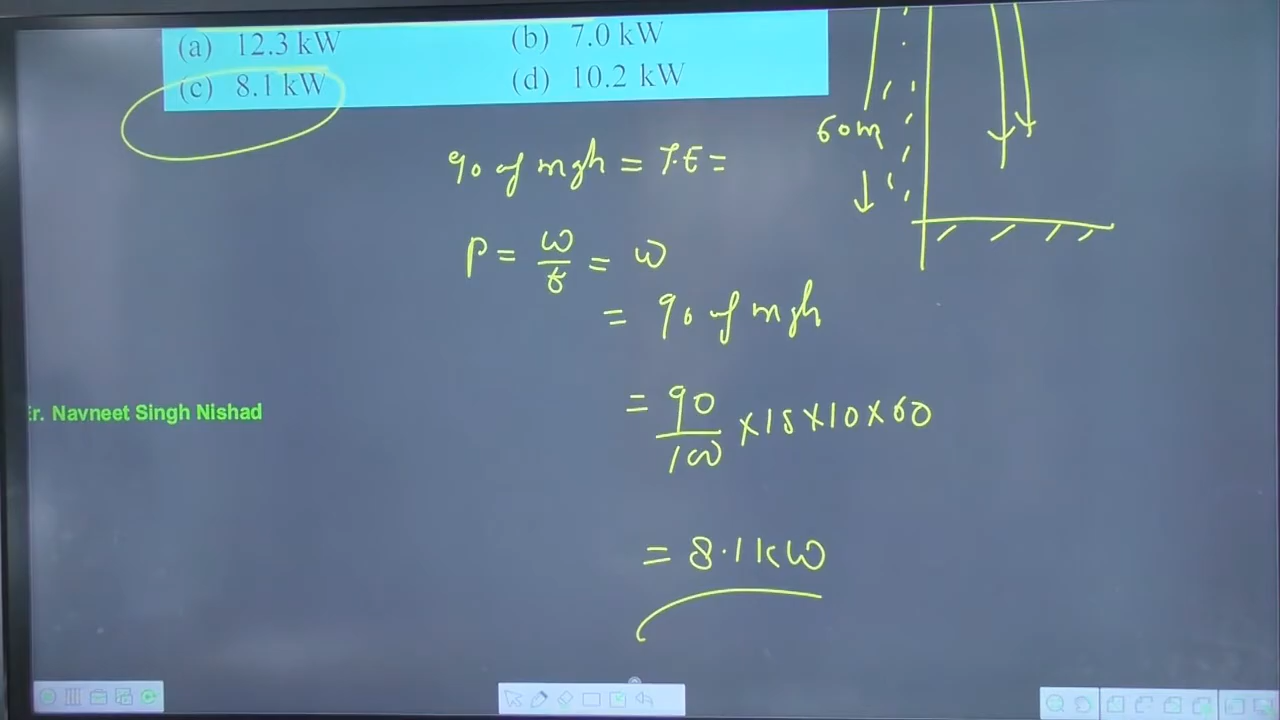 (a) 12.3 kW (b) 7.0 kW
(c) 8.1 kW (d) 10.2 kW
60m
90 of mgh = T.E =
P = W/t = W
= 90 of mgh
= 90/100 × 15 × 10 × 60
= 8.1 kW
Er. Navneet Singh Nishad